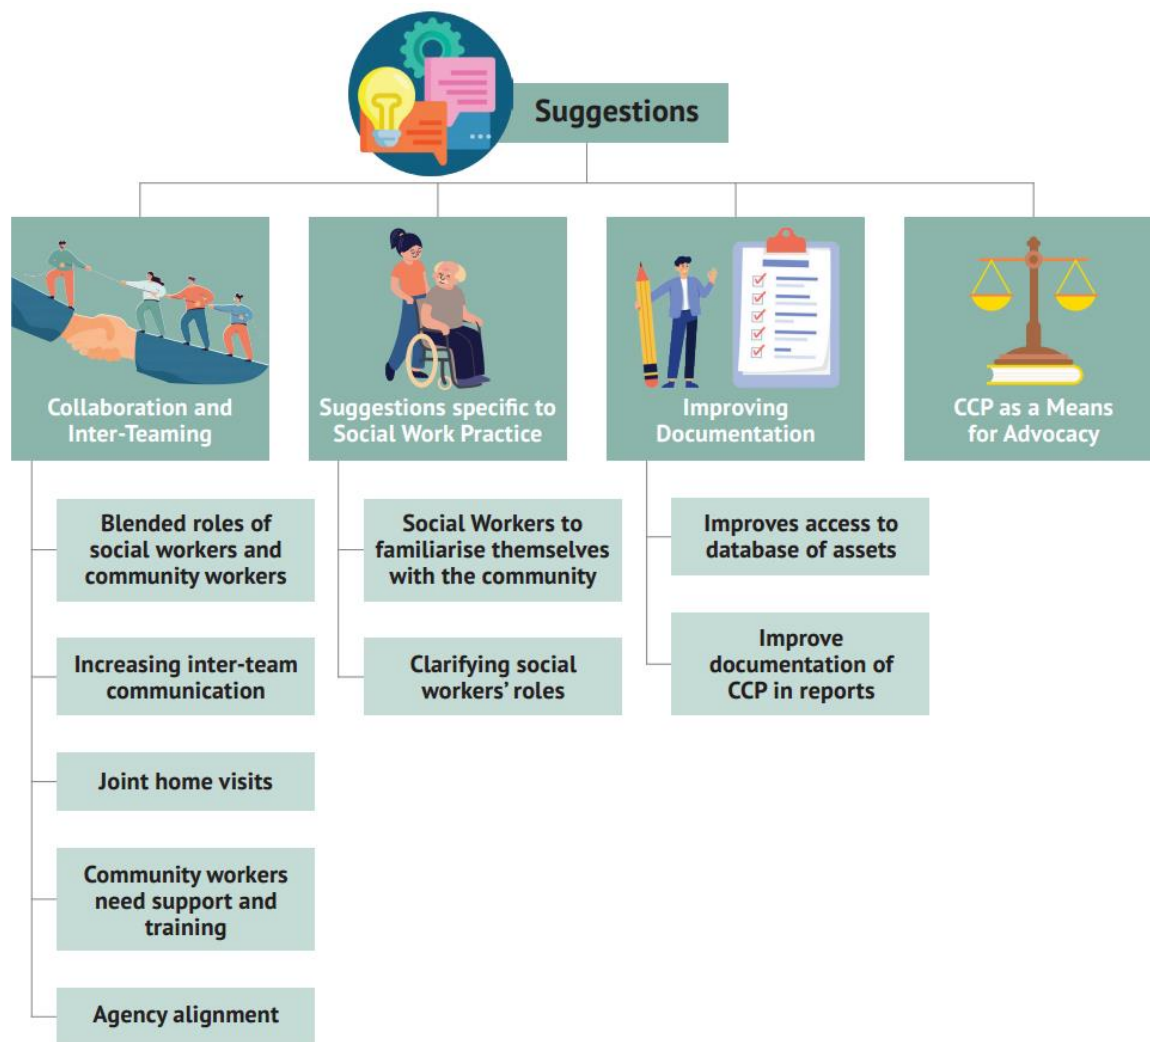 Suggestions
Collaboration and
Inter-Teaming
Blended roles of
social workers and
community workers
Increasing inter-team
communication
Joint home visits
Community workers
need support and
training
Agency alignment
Suggestions specific to
Social Work Practice
Social Workers to
familiarise themselves
with the community
Clarifying social
workers’ roles
Improving
Documentation
Improves access to
database of assets
Improve
documentation of
CCP in reports
CCP as a Means
for Advocacy